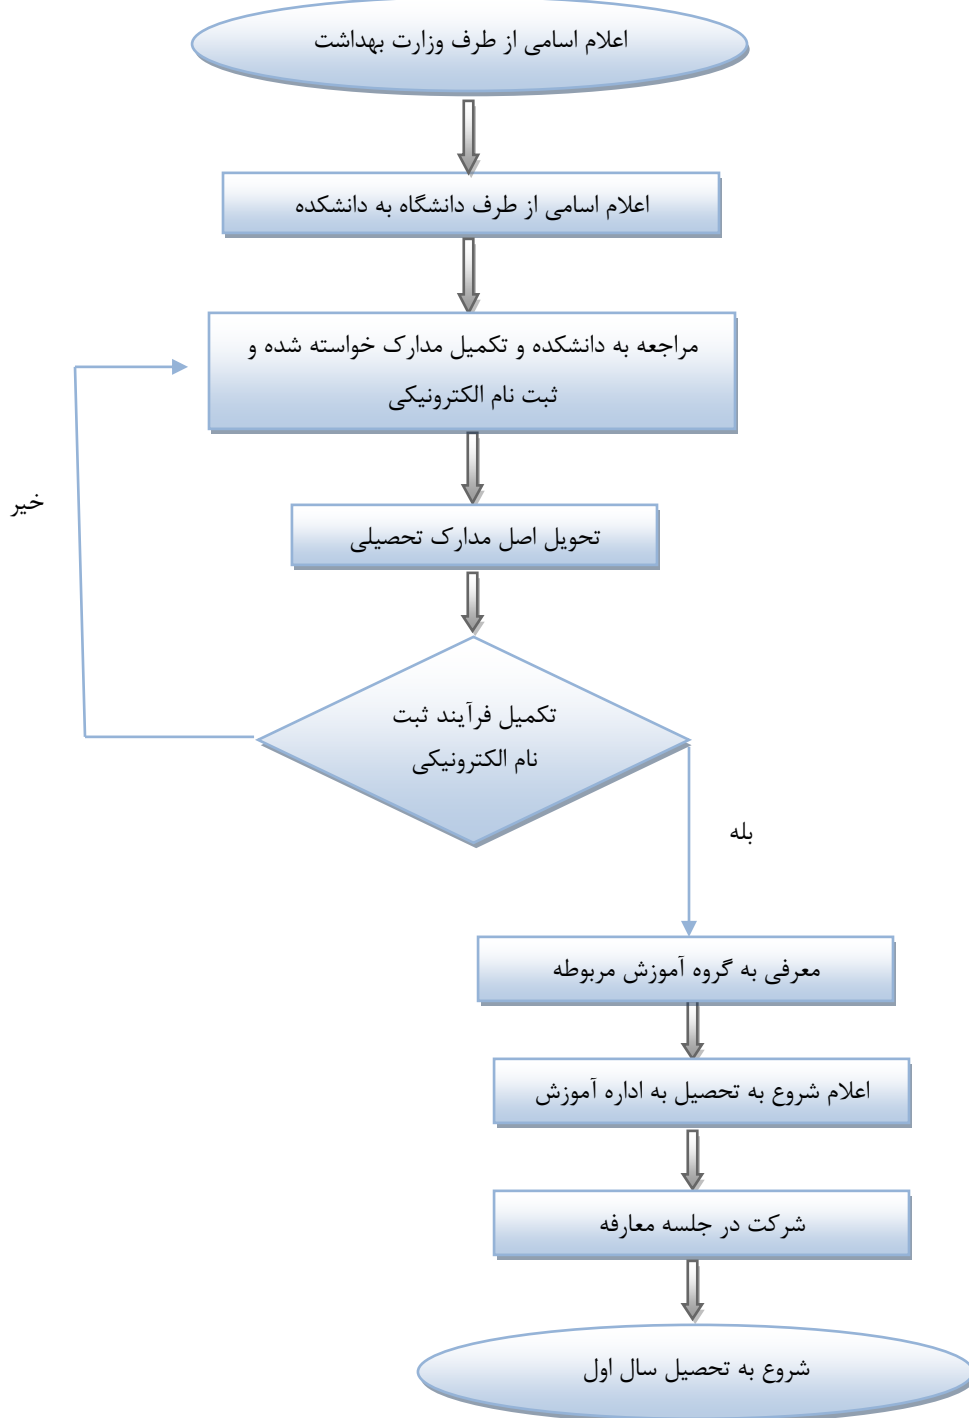 اعلام اسامی از طرف وزارت بهداشت
اعلام اسامی از طرف دانشگاه به دانشکده
مراجعه به دانشکده و تکمیل مدارک خواسته شده و
ثبت نام الکترونیکی
خیر
تحویل اصل مدارک تحصیلی
تکمیل فرآیند ثبت
نام الکترونیکی
بله
معرفی به گروه آموزش مربوطه
اعلام شروع به تحصیل به اداره آموزش
شرکت در جلسه معارفه
شروع به تحصیل سال اول